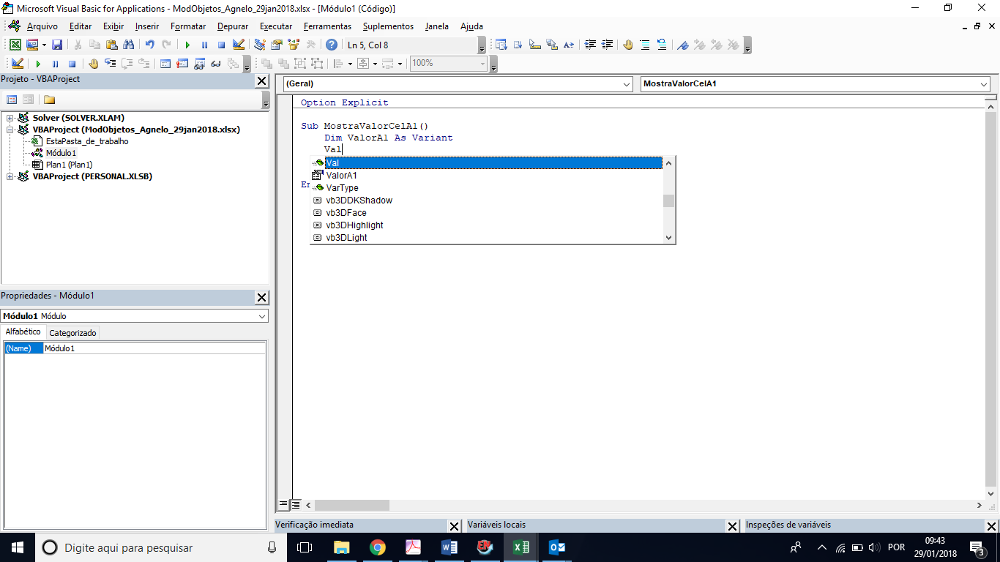 Microsoft Visual Basic for Applications - ModObjetos_Agnelo_29jan2018.xlsx - [Módulo1 (Código)]
Arquivo Editar Exibir Inserir Formatar Depurar Executar Ferramentas Suplementos Janela Ajuda
Ln 5, Col 8
100%
Projeto - VBAProject
Solver (SOLVER.XLAM)
VBAProject (ModObjetos_Agnelo_29jan2018.xlsx)
EstaPasta_de_trabalho
Módulo1
Plan1 (Plan1)
VBAProject (PERSONAL.XLSB)
Propriedades - Módulo1
Módulo1 Módulo
Alfabético Categorizado
(Name) Módulo1
(Geral) MostraValorCelA1
Option Explicit
Sub MostraValorCelA1()
Dim ValorA1 As Variant
Val
Val
ValorA1
VarType
vb3DDKShadow
vb3DFace
vb3DHighlight
vb3DLight
Verificação imediata Variáveis locais Inspeções de variáveis
Digite aqui para pesquisar
POR
09:43
29/01/2018
3